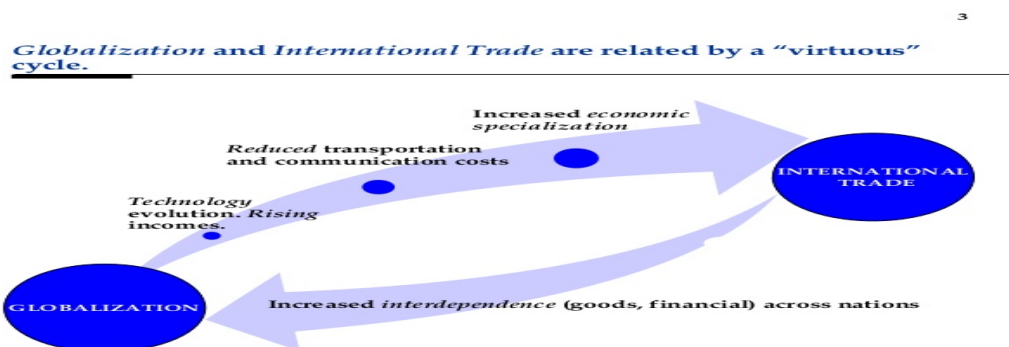 3
Globalization and International Trade are related by a “virtuous”
cycle.
Increased economic
specialization
Reduced transportation
and communication costs
Technology
evolution. Rising
incomes.
INTERNATIONAL
TRADE
GLOBALIZATION
Increased interdependence (goods, financial) across nations